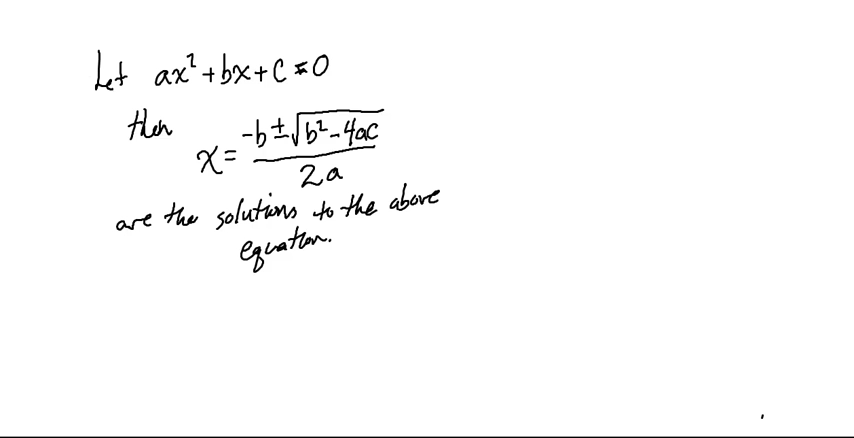 Let ax²+bx+c=0
then
x = (-b±√(b²-4ac))/(2a)
are the solutions to the above
equation.